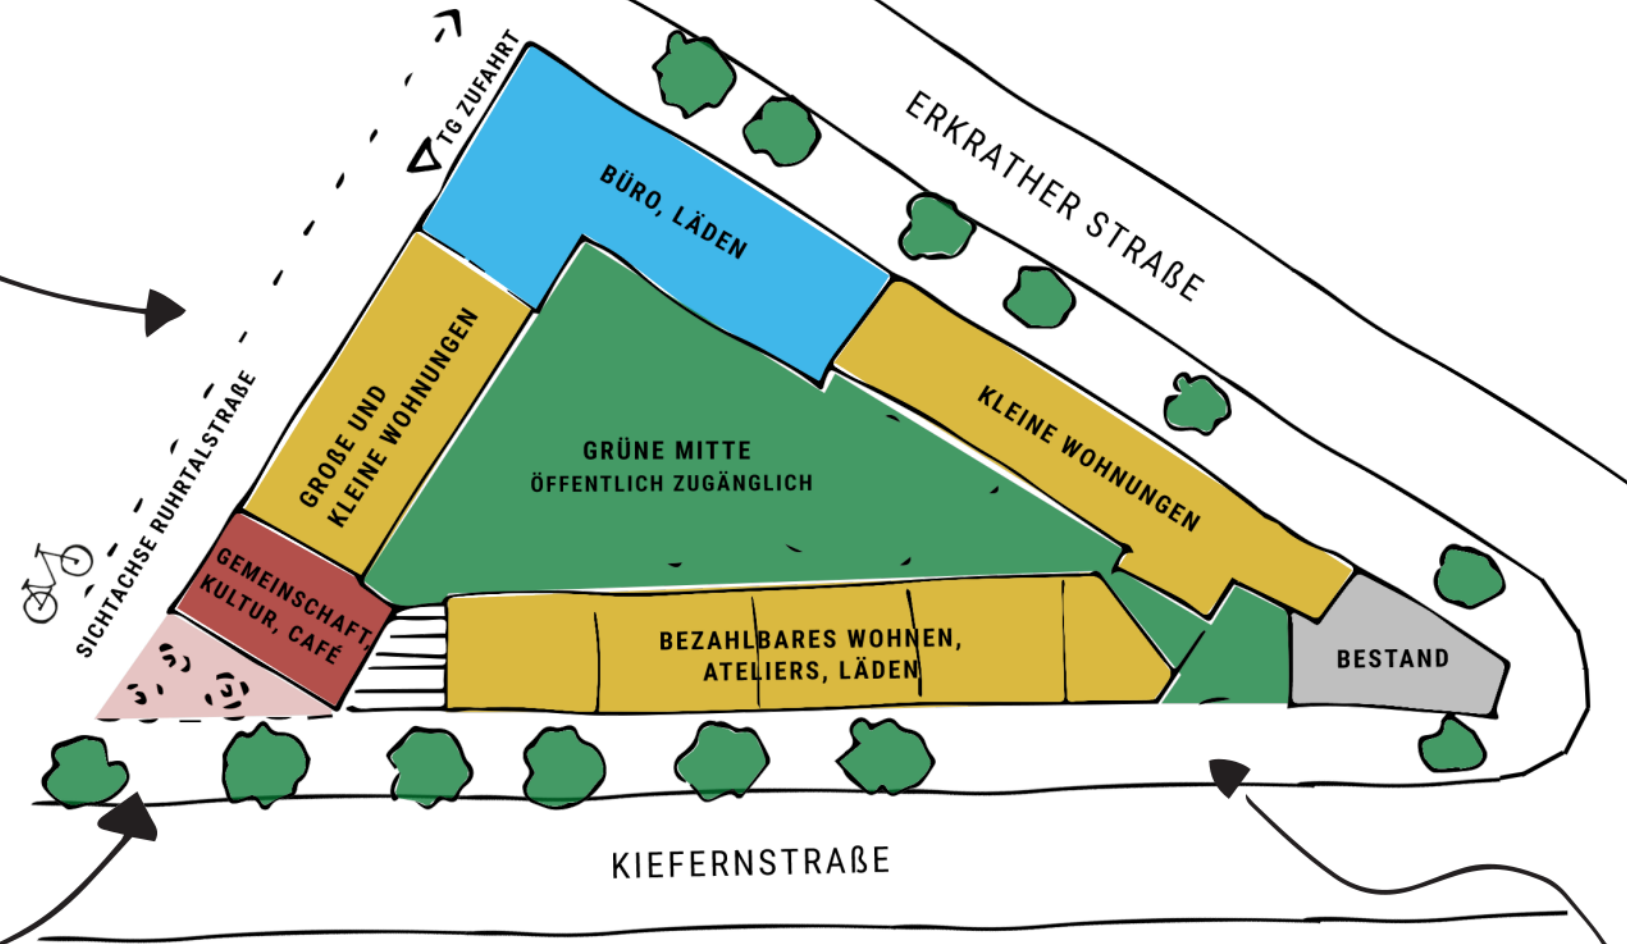 TG ZUFAHRT
ERKRATHER STRAßE
BÜRO, LÄDEN
GROßE UND
KLEINE WOHNUNGEN
KLEINE WOHNUNGEN
GRÜNE MITTE
ÖFFENTLICH ZUGÄNGLICH
SICHTACHSE RUHRTALSTRAßE
GEMEINSCHAFT,
KULTUR, CAFÉ
BEZAHLBARES WOHNEN,
ATELIERS, LÄDEN
BESTAND
KIEFERNSTRAßE